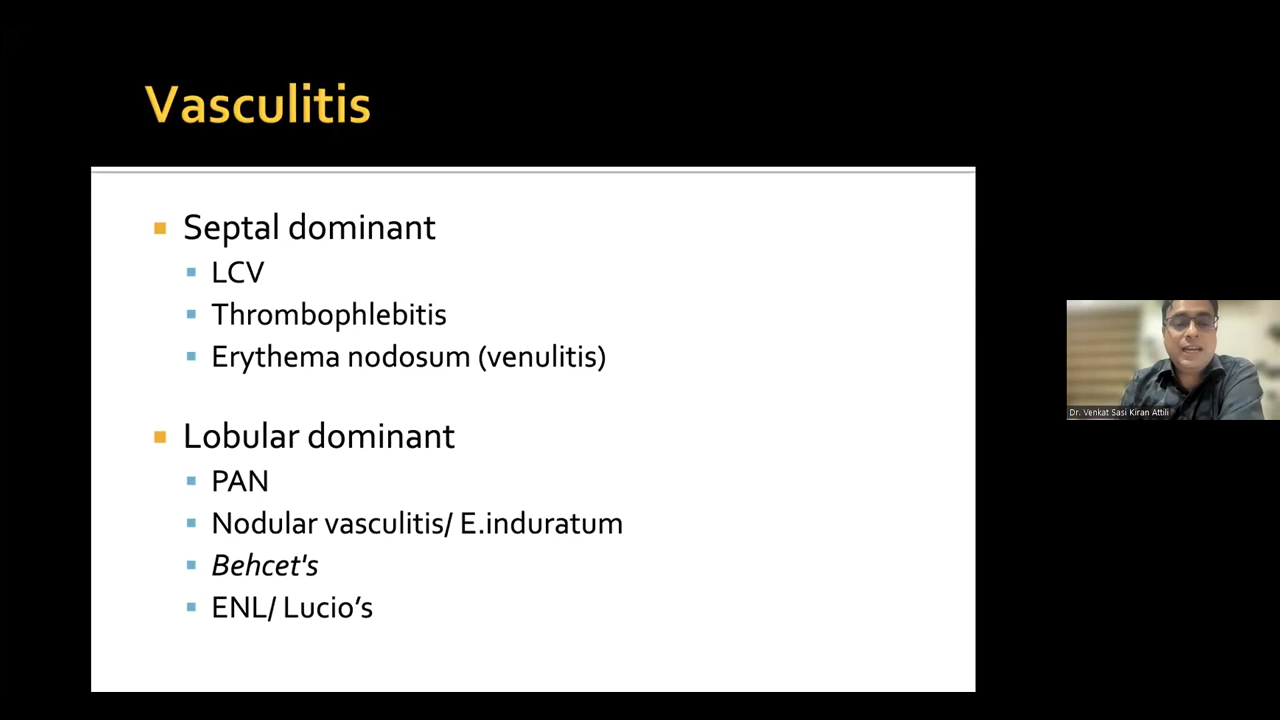 Vasculitis
Septal dominant
LCV
Thrombophlebitis
Erythema nodosum (venulitis)
Lobular dominant
PAN
Nodular vasculitis/ E.induratum
Behcet's
ENL/ Lucio’s
Dr. Venkat Sasi Kiran Attili